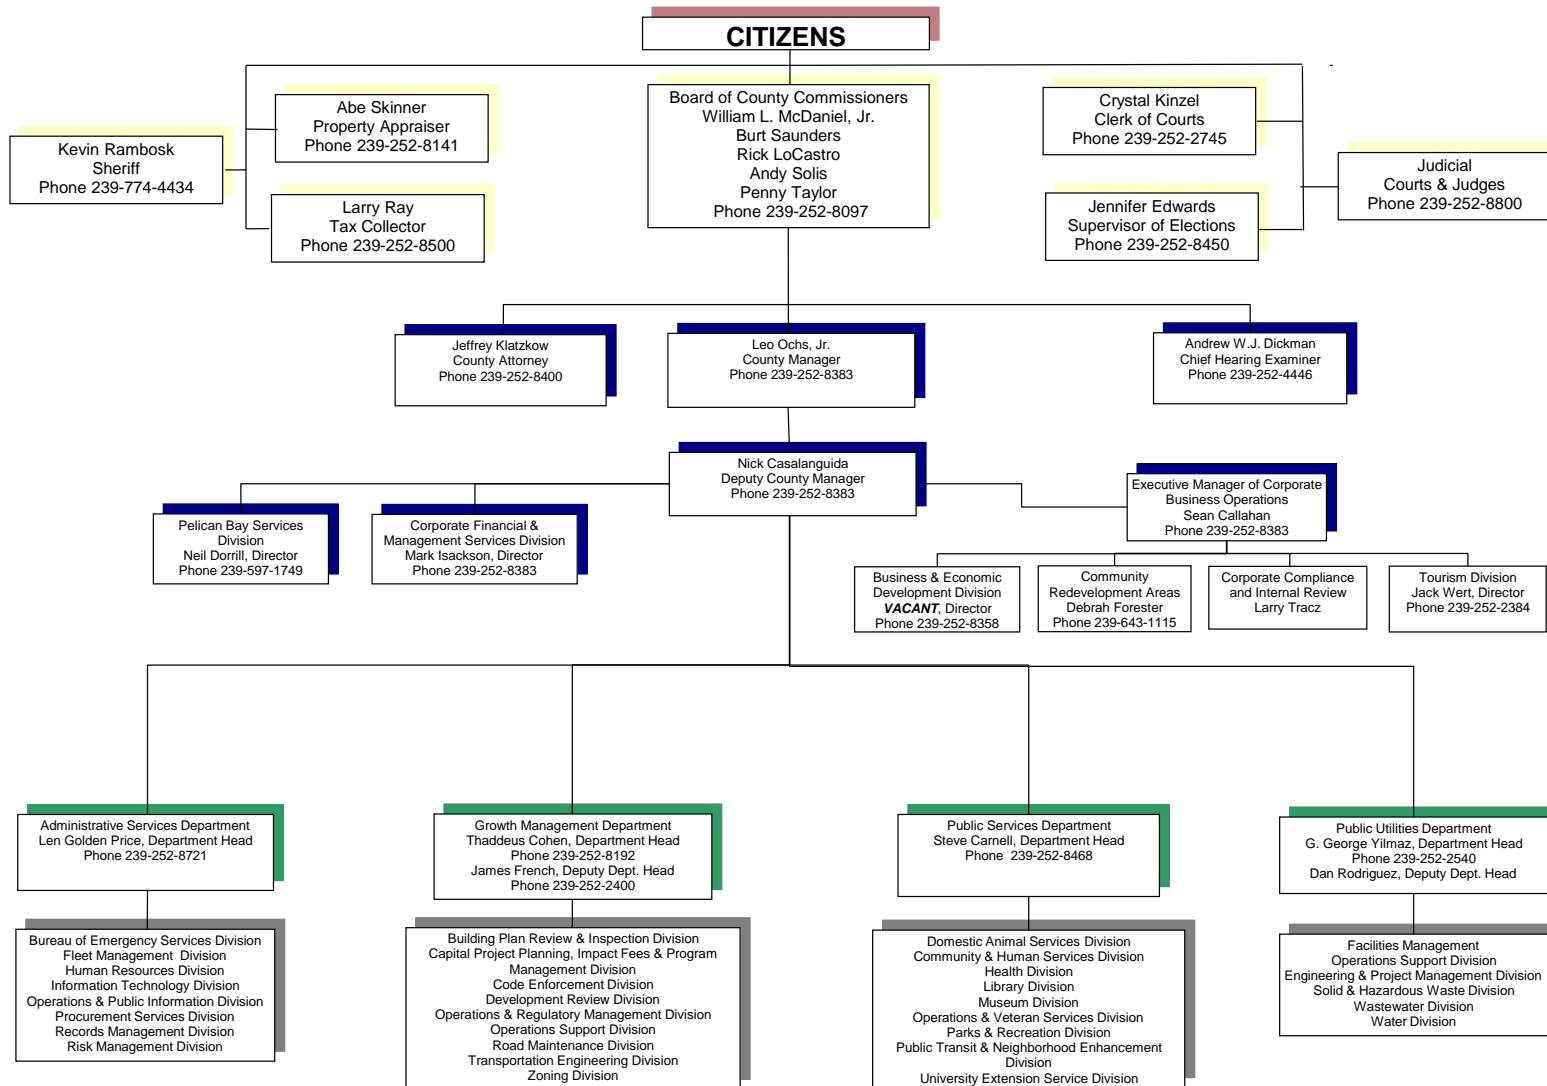 CITIZENS
Abe Skinner
Property Appraiser
Phone 239-252-8141
Kevin Rambosk
Sheriff
Phone 239-774-4434
Larry Ray
Tax Collector
Phone 239-252-8500
Board of County Commissioners
William L. McDaniel, Jr.
Burt Saunders
Rick LoCastro
Andy Solis
Penny Taylor
Phone 239-252-8097
Crystal Kinzel
Clerk of Courts
Phone 239-252-2745
Jennifer Edwards
Supervisor of Elections
Phone 239-252-8450
Judicial
Courts & Judges
Phone 239-252-8800
Jeffrey Klatzkow
County Attorney
Phone 239-252-8400
Leo Ochs, Jr.
County Manager
Phone 239-252-8383
Andrew W.J. Dickman
Chief Hearing Examiner
Phone 239-252-4446
Nick Casalanguida
Deputy County Manager
Phone 239-252-8383
Executive Manager of Corporate
Business Operations
Sean Callahan
Phone 239-252-8383
Pelican Bay Services
Division
Neil Dorrill, Director
Phone 239-597-1749
Corporate Financial &
Management Services Division
Mark Isackson, Director
Phone 239-252-8383
Business & Economic
Development Division
VACANT, Director
Phone 239-252-8358
Community
Redevelopment Areas
Debrah Forester
Phone 239-643-1115
Corporate Compliance
and Internal Review
Larry Tracz
Tourism Division
Jack Wert, Director
Phone 239-252-2384
Administrative Services Department
Len Golden Price, Department Head
Phone 239-252-8721
Growth Management Department
Thaddeus Cohen, Department Head
Phone 239-252-8192
James French, Deputy Dept. Head
Phone 239-252-2400
Public Services Department
Steve Carnell, Department Head
Phone 239-252-8468
Public Utilities Department
G. George Yilmaz, Department Head
Phone 239-252-2540
Dan Rodriguez, Deputy Dept. Head
Bureau of Emergency Services Division
Fleet Management Division
Human Resources Division
Information Technology Division
Operations & Public Information Division
Procurement Services Division
Records Management Division
Risk Management Division
Building Plan Review & Inspection Division
Capital Project Planning, Impact Fees & Program
Management Division
Code Enforcement Division
Development Review Division
Operations & Regulatory Management Division
Operations Support Division
Road Maintenance Division
Transportation Engineering Division
Zoning Division
Domestic Animal Services Division
Community & Human Services Division
Health Division
Library Division
Museum Division
Operations & Veteran Services Division
Parks & Recreation Division
Public Transit & Neighborhood Enhancement
Division
University Extension Service Division
Facilities Management
Operations Support Division
Engineering & Project Management Division
Solid & Hazardous Waste Division
Wastewater Division
Water Division